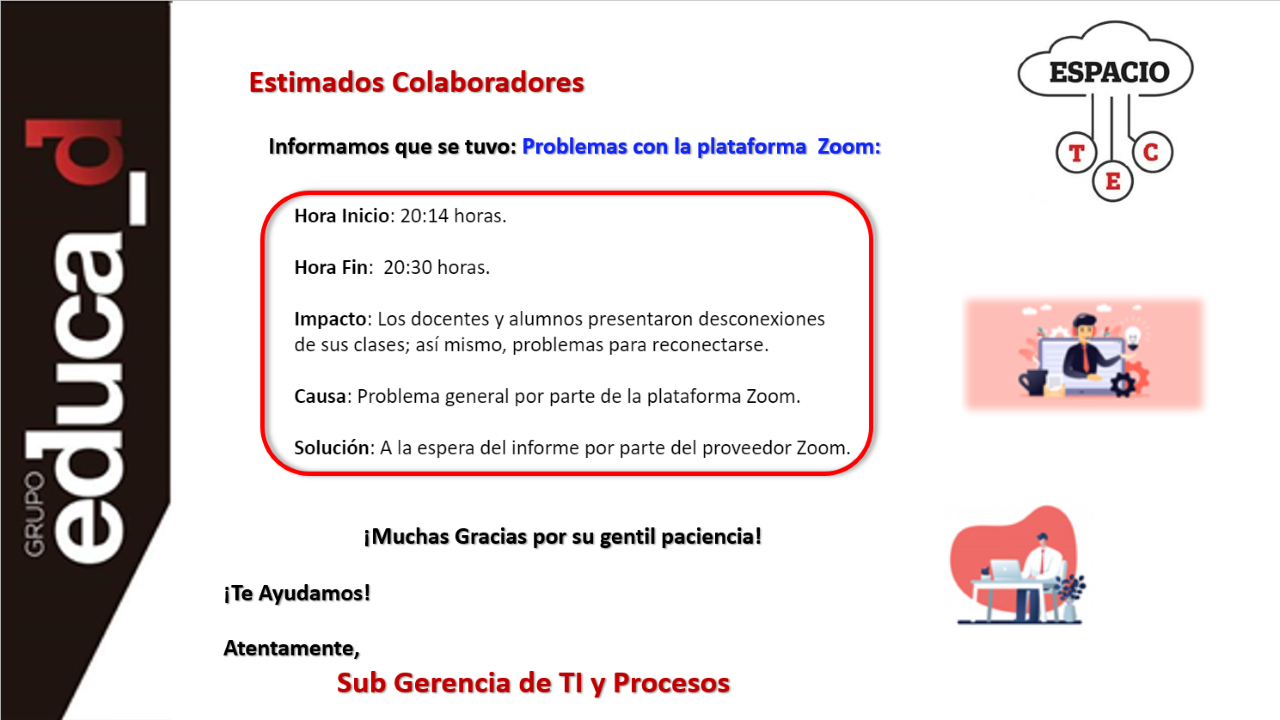 GRUPO
educa_d
ESPACIO
T
E
C
Estimados Colaboradores
Informamos que se tuvo: Problemas con la plataforma  Zoom:
Hora Inicio: 20:14 horas.
Hora Fin:  20:30 horas.
Impacto: Los docentes y alumnos presentaron desconexiones
de sus clases; así mismo, problemas para reconectarse.
Causa: Problema general por parte de la plataforma Zoom.
Solución: A la espera del informe por parte del proveedor Zoom.
¡Muchas Gracias por su gentil paciencia!
¡Te Ayudamos!
Atentamente,
Sub Gerencia de TI y Procesos